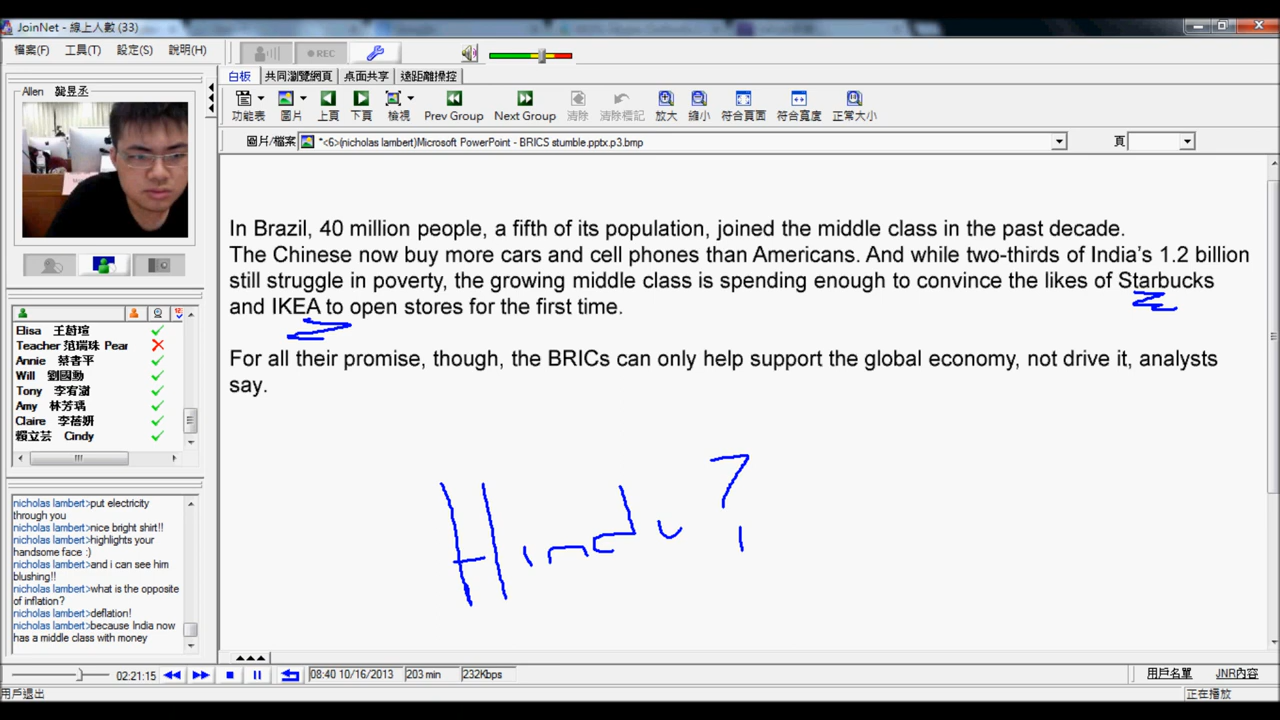 JoinNet - 線上人數 (33)
檔案(F) 工具(T) 設定(S) 說明(H)
REC
Allen 龔昱丞
白板 共同瀏覽網頁 桌面共享 遠距離操控
功能表 圖片 上頁 下頁 檢視 Prev Group Next Group 清除 清除標記 放大 縮小 符合頁面 符合寬度 正常大小
圖片/檔案 *<6>(nicholas lambert)Microsoft PowerPoint - BRICS stumble.pptx.p3.bmp 頁
In Brazil, 40 million people, a fifth of its population, joined the middle class in the past decade.
The Chinese now buy more cars and cell phones than Americans. And while two-thirds of India's 1.2 billion
still struggle in poverty, the growing middle class is spending enough to convince the likes of Starbucks
and IKEA to open stores for the first time.
For all their promise, though, the BRICs can only help support the global economy, not drive it, analysts
say.
Hindu?
Elisa 王蒔瑄
Teacher 范瑞珠 Pear
Annie 蔡書平
Will 劉國勳
Tony 李宥澍
Amy 林芳瑀
Claire 李蓓妍
賴立芸 Cindy
nicholas lambert>put electricity
through you
nicholas lambert>nice bright shirt!!
nicholas lambert>highlights your
handsome face :)
nicholas lambert>and i can see him
blushing!!
nicholas lambert>what is the opposite
of inflation?
nicholas lambert>deflation!
nicholas lambert>because India now
has a middle class with money
02:21:15 08:40 10/16/2013 203 min 232Kbps 用戶名單 JNR內容
用戶退出 正在播放